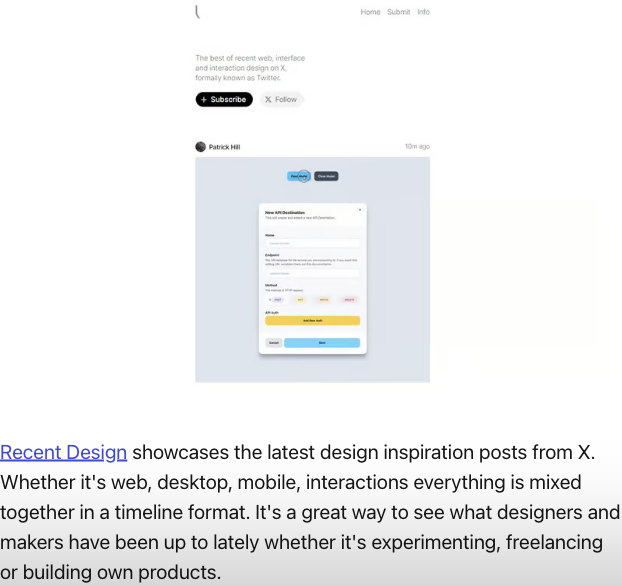 Home Submit Info
The best of recent web, interface
and interaction design on X,
formally known as Twitter.
+ Subscribe
X Follow
Patrick Hill
10m ago
New API Destination
Name
Endpoint
Method
API Auth
Add New Auth
Cancel
Recent Design showcases the latest design inspiration posts from X.
Whether it's web, desktop, mobile, interactions everything is mixed
together in a timeline format. It's a great way to see what designers and
makers have been up to lately whether it's experimenting, freelancing
or building own products.